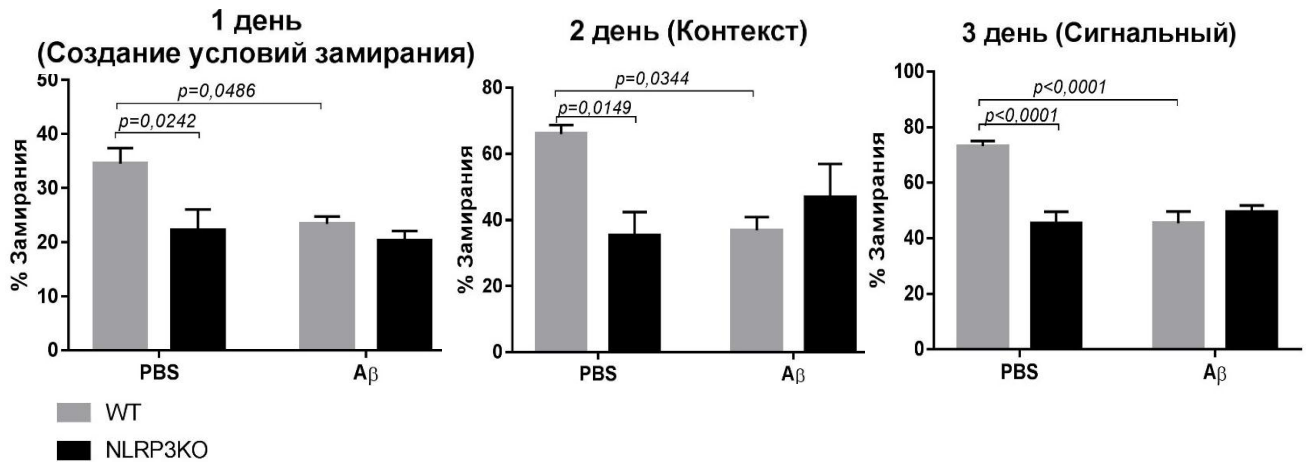 1 день
(Создание условий замирания)
% Замирания
50
40
30
20
10
0
p=0,0486
p=0,0242
PBS
Aβ
2 день (Контекст)
% Замирания
80
60
40
20
0
p=0,0344
p=0,0149
PBS
Aβ
3 день (Сигнальный)
% Замирания
100
80
60
40
20
0
p<0,0001
p<0,0001
PBS
Aβ
WT
NLRP3KO